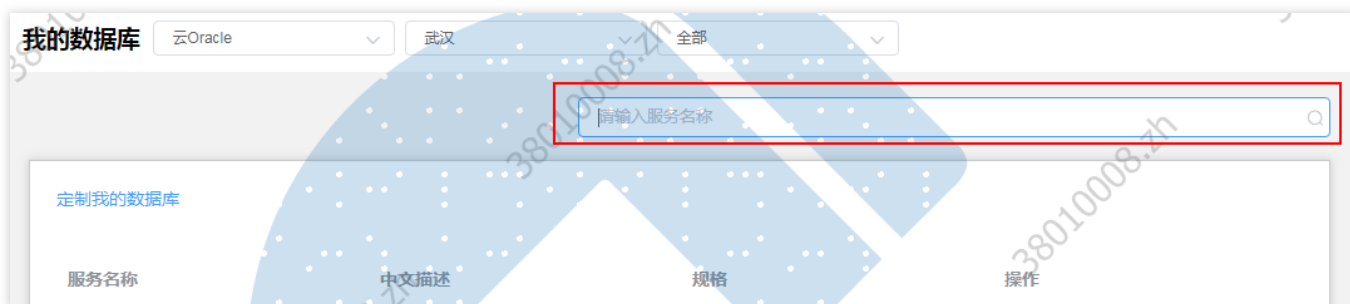 我的数据库 云Oracle 武汉 全部
请输入服务名称
定制我的数据库
服务名称 中文描述 规格 操作
38010008.zh
38010008.zh